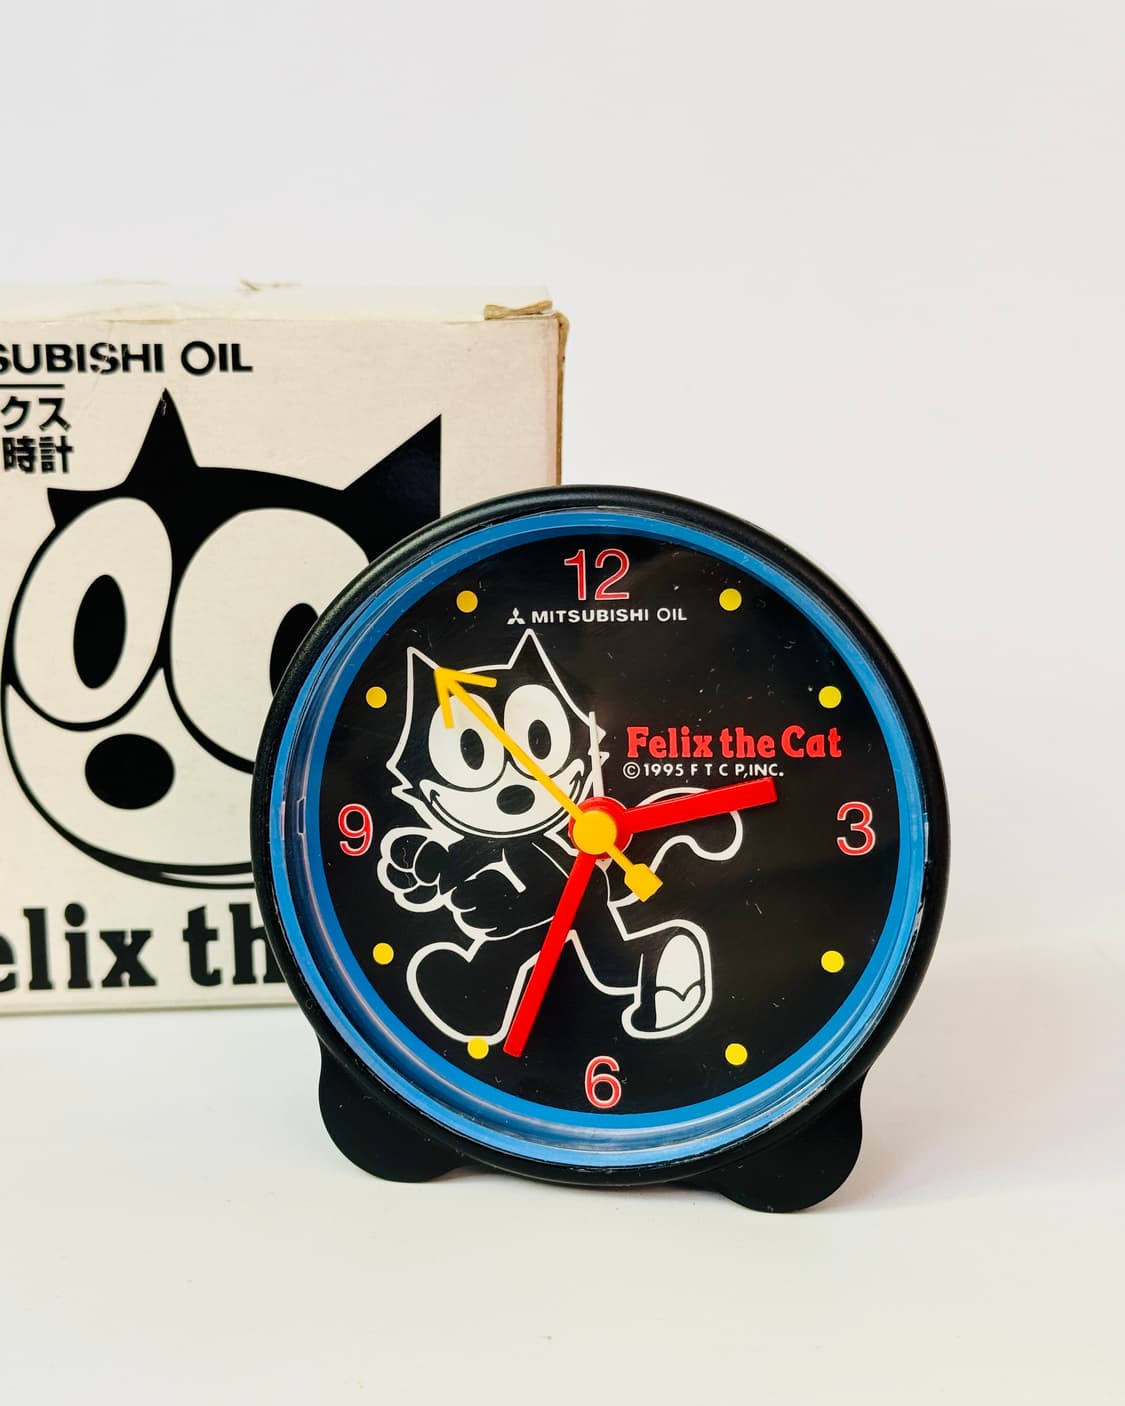 SUBISHI OIL
クス
時計
elix th
12
MITSUBISHI OIL
Felix the Cat
©1995 F T C P,INC.
9
3
6